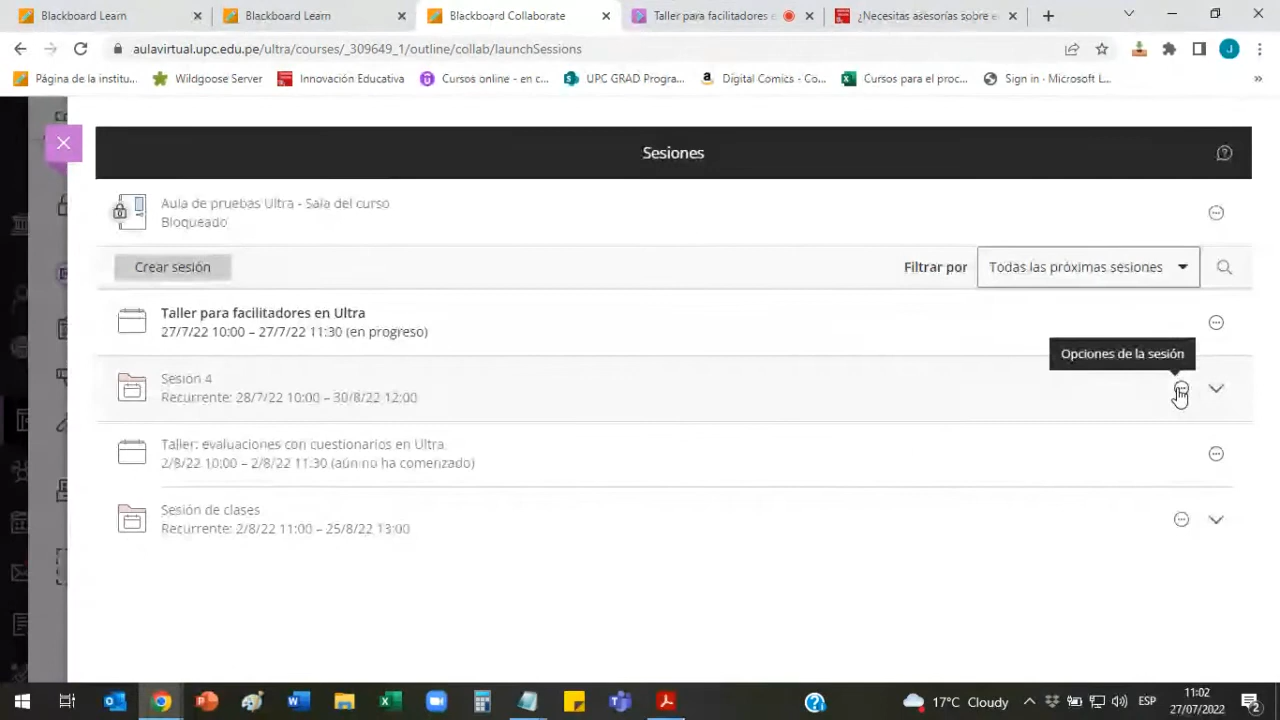 Blackboard Learn
Blackboard Learn
Blackboard Collaborate
Taller para facilitadores e
¿Necesitas asesorías sobre e
aulavirtual.upc.edu.pe/ultra/courses/_309649_1/outline/collab/launchSessions
J
Página de la institu...
Wildgoose Server
Innovación Educativa
Cursos online - en c...
UPC GRAD Progra...
Digital Comics - Co...
Cursos para el proc...
Sign in - Microsoft L...
»
Sesiones
Aula de pruebas Ultra - Sala del curso
Bloqueado
Crear sesión
Filtrar por
Todas las próximas sesiones
Taller para facilitadores en Ultra
27/7/22 10:00 – 27/7/22 11:30 (en progreso)
Opciones de la sesión
Sesión 4
Recurrente: 28/7/22 10:00 – 30/8/22 12:00
Taller: evaluaciones con cuestionarios en Ultra
2/8/22 10:00 – 2/8/22 11:30 (aún no ha comenzado)
Sesión de clases
Recurrente: 2/8/22 11:00 – 25/8/22 13:00
17°C Cloudy
ESP
11:02
27/07/2022
2